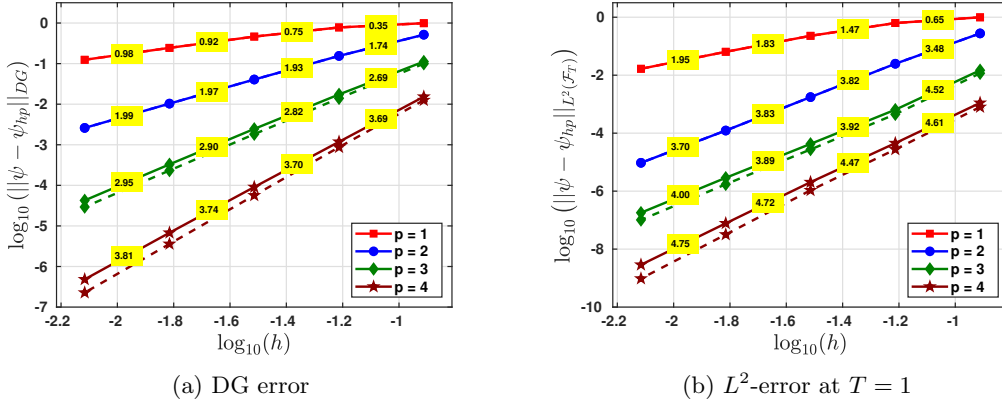 0
-1
-2
-3
-4
-5
-6
-7
log₁₀(||ψ − ψₕₚ||_DG)
0.98
0.92
0.75
0.35
1.99
1.97
1.93
1.74
2.95
2.90
2.82
2.69
3.81
3.74
3.70
3.69
p = 1
p = 2
p = 3
p = 4
-2.2 -2 -1.8 -1.6 -1.4 -1.2 -1
log₁₀(h)
(a) DG error
0
-2
-4
-6
-8
-10
log₁₀(||ψ − ψₕₚ||_{L²(ℱ_T)})
1.95
1.83
1.47
0.65
3.70
3.83
3.82
3.48
4.00
3.89
3.92
4.52
4.75
4.72
4.47
4.61
p = 1
p = 2
p = 3
p = 4
-2.2 -2 -1.8 -1.6 -1.4 -1.2 -1
log₁₀(h)
(b) L²-error at T = 1